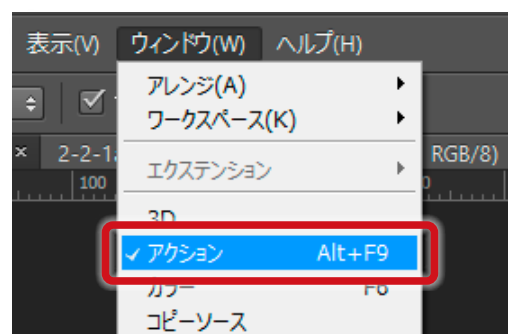 表示(V) ウィンドウ(W) ヘルプ(H)
アレンジ(A)
ワークスペース(K)
× 2-2-1. RGB/8)
エクステンション
100 0
3D
✓ アクション Alt+F9
カラー F6
コピーソース